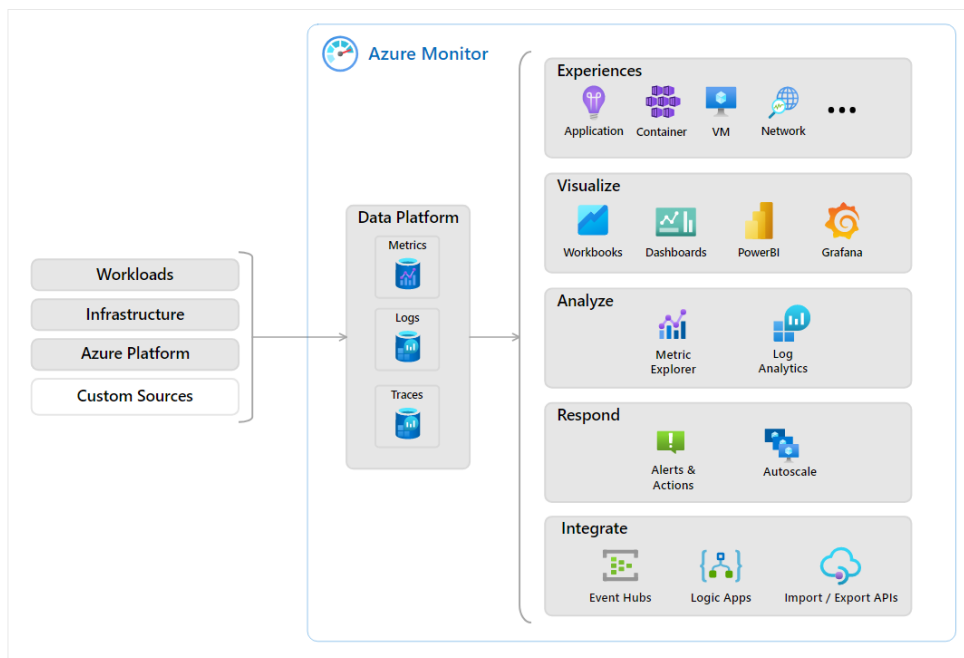 Azure Monitor
Workloads
Infrastructure
Azure Platform
Custom Sources
Data Platform
Metrics
Logs
Traces
Experiences
Application
Container
VM
Network
•••
Visualize
Workbooks
Dashboards
PowerBI
Grafana
Analyze
Metric
Explorer
Log
Analytics
Respond
Alerts &
Actions
Autoscale
Integrate
Event Hubs
Logic Apps
Import / Export APIs